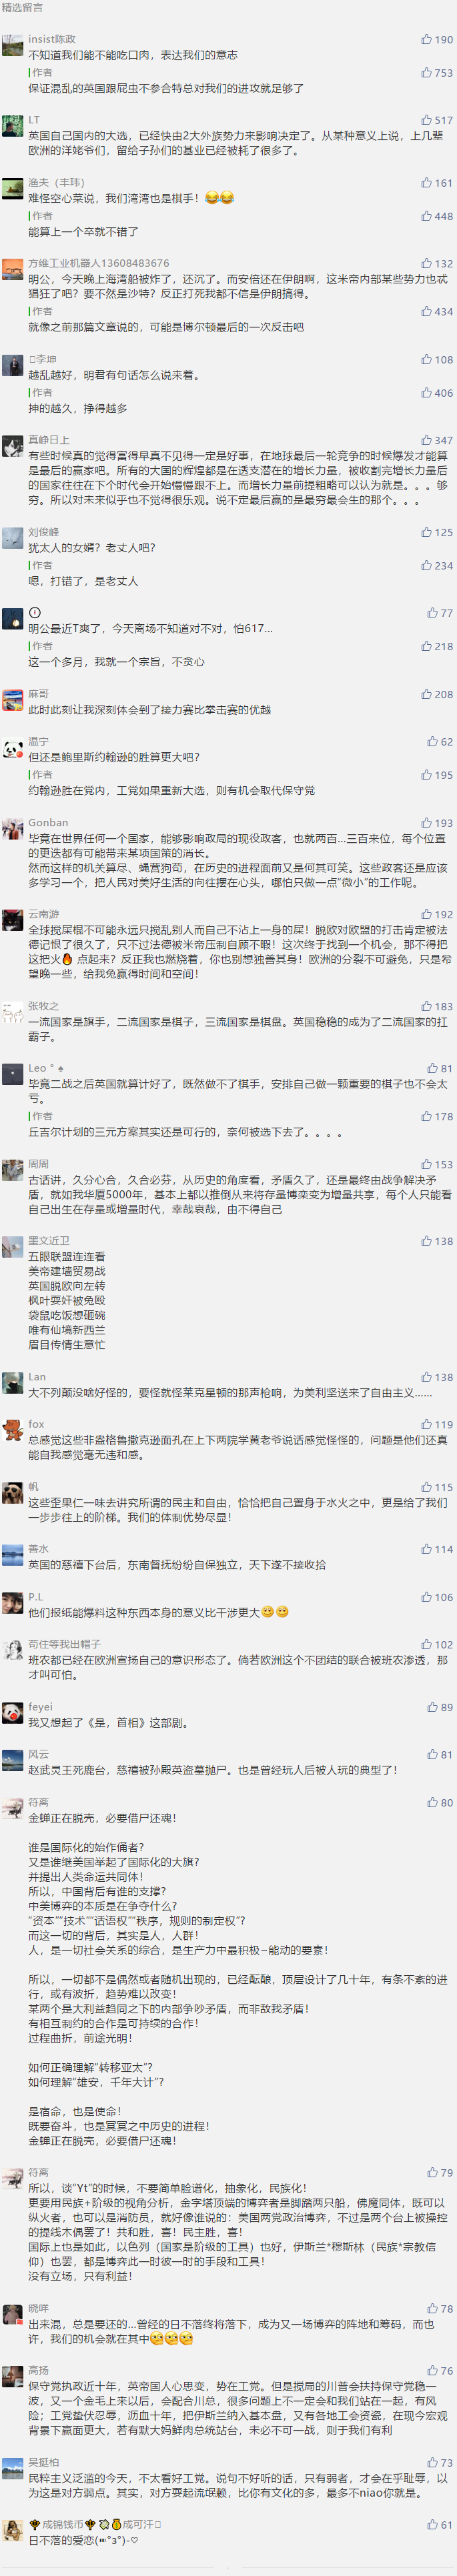 精选留言
insist陈政
190
不知道我们能不能吃口肉，表达我们的意志
作者
753
保证混乱的英国跟屁虫不参合特总对我们的进攻就足够了
LT
517
英国自己国内的大选，已经快由2大外族势力来影响决定了。从某种意义上说，上几辈
欧洲的洋姥爷们，留给子孙们的基业已经被耗了很多了。
渔夫（丰玮）
161
难怪空心菜说，我们湾湾也是棋手！😂😂
作者
448
能算上一个卒就不错了
方维工业机器人13608483676
132
明公，今天晚上海湾船被炸了，还沉了。而安倍还在伊朗啊，这米帝内部某些势力也忒
猖狂了吧？要不然是沙特？反正打死我都不信是伊朗搞得。
作者
434
就像之前那篇文章说的，可能是博尔顿最后的一次反击吧
李坤
108
越乱越好，明君有句话怎么说来着。
作者
406
抻的越久，挣得越多
真峥日上
347
有些时候真的觉得富得早真不见得一定是好事，在地球最后一轮竞争的时候爆发才能算
是最后的赢家吧。所有的大国的辉煌都是在透支潜在的增长力量，被收割完增长力量后
的国家往往在下个时代会开始慢慢跟不上。而增长力量前提粗略可以认为就是。。。够
穷。所以对未来似乎也不觉得很乐观。说不定最后赢的是最穷最会生的那个。。。
刘俊峰
125
犹太人的女婿？老丈人吧？
作者
234
嗯，打错了，是老丈人
77
明公最近T爽了，今天离场不知道对不对，怕617...
作者
218
这一个多月，我就一个宗旨，不贪心
麻哥
208
此时此刻让我深刻体会到了接力赛比拳击赛的优越
温宁
62
但还是鲍里斯约翰逊的胜算更大吧？
作者
195
约翰逊胜在党内，工党如果重新大选，则有机会取代保守党
Gonban
193
毕竟在世界任何一个国家，能够影响政局的现役政客，也就两百...三百来位，每个位置
的更迭都有可能带来某项国策的消长。
然而这样的机关算尽、蝇营狗苟，在历史的进程面前又是何其可笑。这些政客还是应该
多学习一个，把人民对美好生活的向往摆在心头，哪怕只做一点“微小”的工作呢。
云南游
192
全球搅屎棍不可能永远只搅乱别人而自己不沾上一身的屎！脱欧对欧盟的打击肯定被法
德记恨了很久了，只不过法德被米帝压制自顾不暇！这次终于找到一个机会，那不得把
这把火🔥 点起来？反正我也燃烧着，你也别想独善其身！欧洲的分裂不可避免，只是希
望晚一些，给我兔赢得时间和空间！
张牧之
183
一流国家是旗手，二流国家是棋子，三流国家是棋盘。英国稳稳的成为了二流国家的扛
霸子。
Leo ° ♠
81
毕竟二战之后英国就算计好了，既然做不了棋手，安排自己做一颗重要的棋子也不会太
亏。
作者
178
丘吉尔计划的三元方案其实还是可行的，奈何被选下去了。。。。
周周
153
古话讲，久分心合，久合必芬，从历史的角度看，矛盾久了，还是最终由战争解决矛
盾，就如我华厦5000年，基本上都以推倒从来将存量博栾变为增量共享，每个人只能看
自己出生在存量或增量时代，幸哉哀哉，由不得自己
墨文近卫
138
五眼联盟连连看
美帝建墙贸易战
英国脱欧向左转
枫叶耍奸被兔殴
袋鼠吃饭想砸碗
唯有仙境新西兰
眉目传情生意忙
Lan
138
大不列颠没啥好怪的，要怪就怪莱克星顿的那声枪响，为美利坚送来了自由主义......
fox
119
总感觉这些非盎格鲁撒克逊面孔在上下两院学黄老爷说话感觉怪怪的，问题是他们还真
能自我感觉毫无违和感。
帆
115
这些歪果仁一味去讲究所谓的民主和自由，恰恰把自己置身于水火之中，更是给了我们
一步步往上的阶梯。我们的体制优势尽显！
善水
114
英国的慈禧下台后，东南督抚纷纷自保独立，天下遂不接收拾
P.L
106
他们报纸能爆料这种东西本身的意义比干涉更大😊😊
苟住等我出帽子
102
班农都已经在欧洲宣扬自己的意识形态了。倘若欧洲这个不团结的联合被班农渗透，那
才叫可怕。
feyei
89
我又想起了《是，首相》这部剧。
风云
81
赵武灵王死鹿台，慈禧被孙殿英盗墓抛尸。也是曾经玩人后被人玩的典型了！
符离
80
金蝉正在脱壳，必要借尸还魂！
谁是国际化的始作俑者？
又是谁继美国举起了国际化的大旗？
并提出人类命运共同体！
所以，中国背后有谁的支撑？
中美博弈的本质是在争夺什么？
“资本”“技术”“话语权”“秩序，规则的制定权”？
而这一切的背后，其实是人，人群！
人，是一切社会关系的综合，是生产力中最积极~能动的要素！
所以，一切都不是偶然或者随机出现的，已经酝酿，顶层设计了几十年，有条不紊的进
行，或有波折，趋势难以改变！
某两个是大利益趋同之下的内部争吵矛盾，而非敌我矛盾！
有相互制约的合作是可持续的合作！
过程曲折，前途光明！
如何正确理解“转移亚太”？
如何理解“雄安，千年大计”？
是宿命，也是使命！
既要奋斗，也是冥冥之中历史的进程！
金蝉正在脱壳，必要借尸还魂！
符离
79
所以，谈“Yt”的时候，不要简单脸谱化，抽象化，民族化！
更要用民族+阶级的视角分析，金字塔顶端的博弈者是脚踏两只船，佛魔同体，既可以
纵火者，也可以是消防员，就好像谁说的：美国两党政治博弈，不过是两个台上被操控
的提线木偶罢了！共和胜，喜！民主胜，喜！
国际上也是如此，以色列（国家是阶级的工具）也好，伊斯兰*穆斯林（民族*宗教信
仰）也罢，都是博弈此一时彼一时的手段和工具！
没有立场，只有利益！
晓咩
78
出来混，总是要还的...曾经的日不落终将落下，成为又一场博弈的阵地和筹码，而也
许，我们的机会就在其中🧐🧐🧐
高扬
76
保守党执政近十年，英帝国人心思变，势在工党。但是搅局的川普会扶持保守党稳一
波，又一个金毛上来以后，会配合川总，很多问题上不一定会和我们站在一起，有风
险；工党蛰伏忍辱，沥血十年，把伊斯兰纳入基本盘，又有各地工会资瓷，在现今宏观
背景下赢面更大，若有默大妈鲜肉总统站台，未必不可一战，则于我们有利
吴挺柏
73
民粹主义泛滥的今天，不太看好工党。说句不好听的话，只有弱者，才会在乎耻辱，以
为这是对方弱点。其实，对方耍起流氓赖，比你有文化的多，最多不niao你就是。
成锦钱币
成可汗
61
日不落的爱恋(⑉°з°)-♡